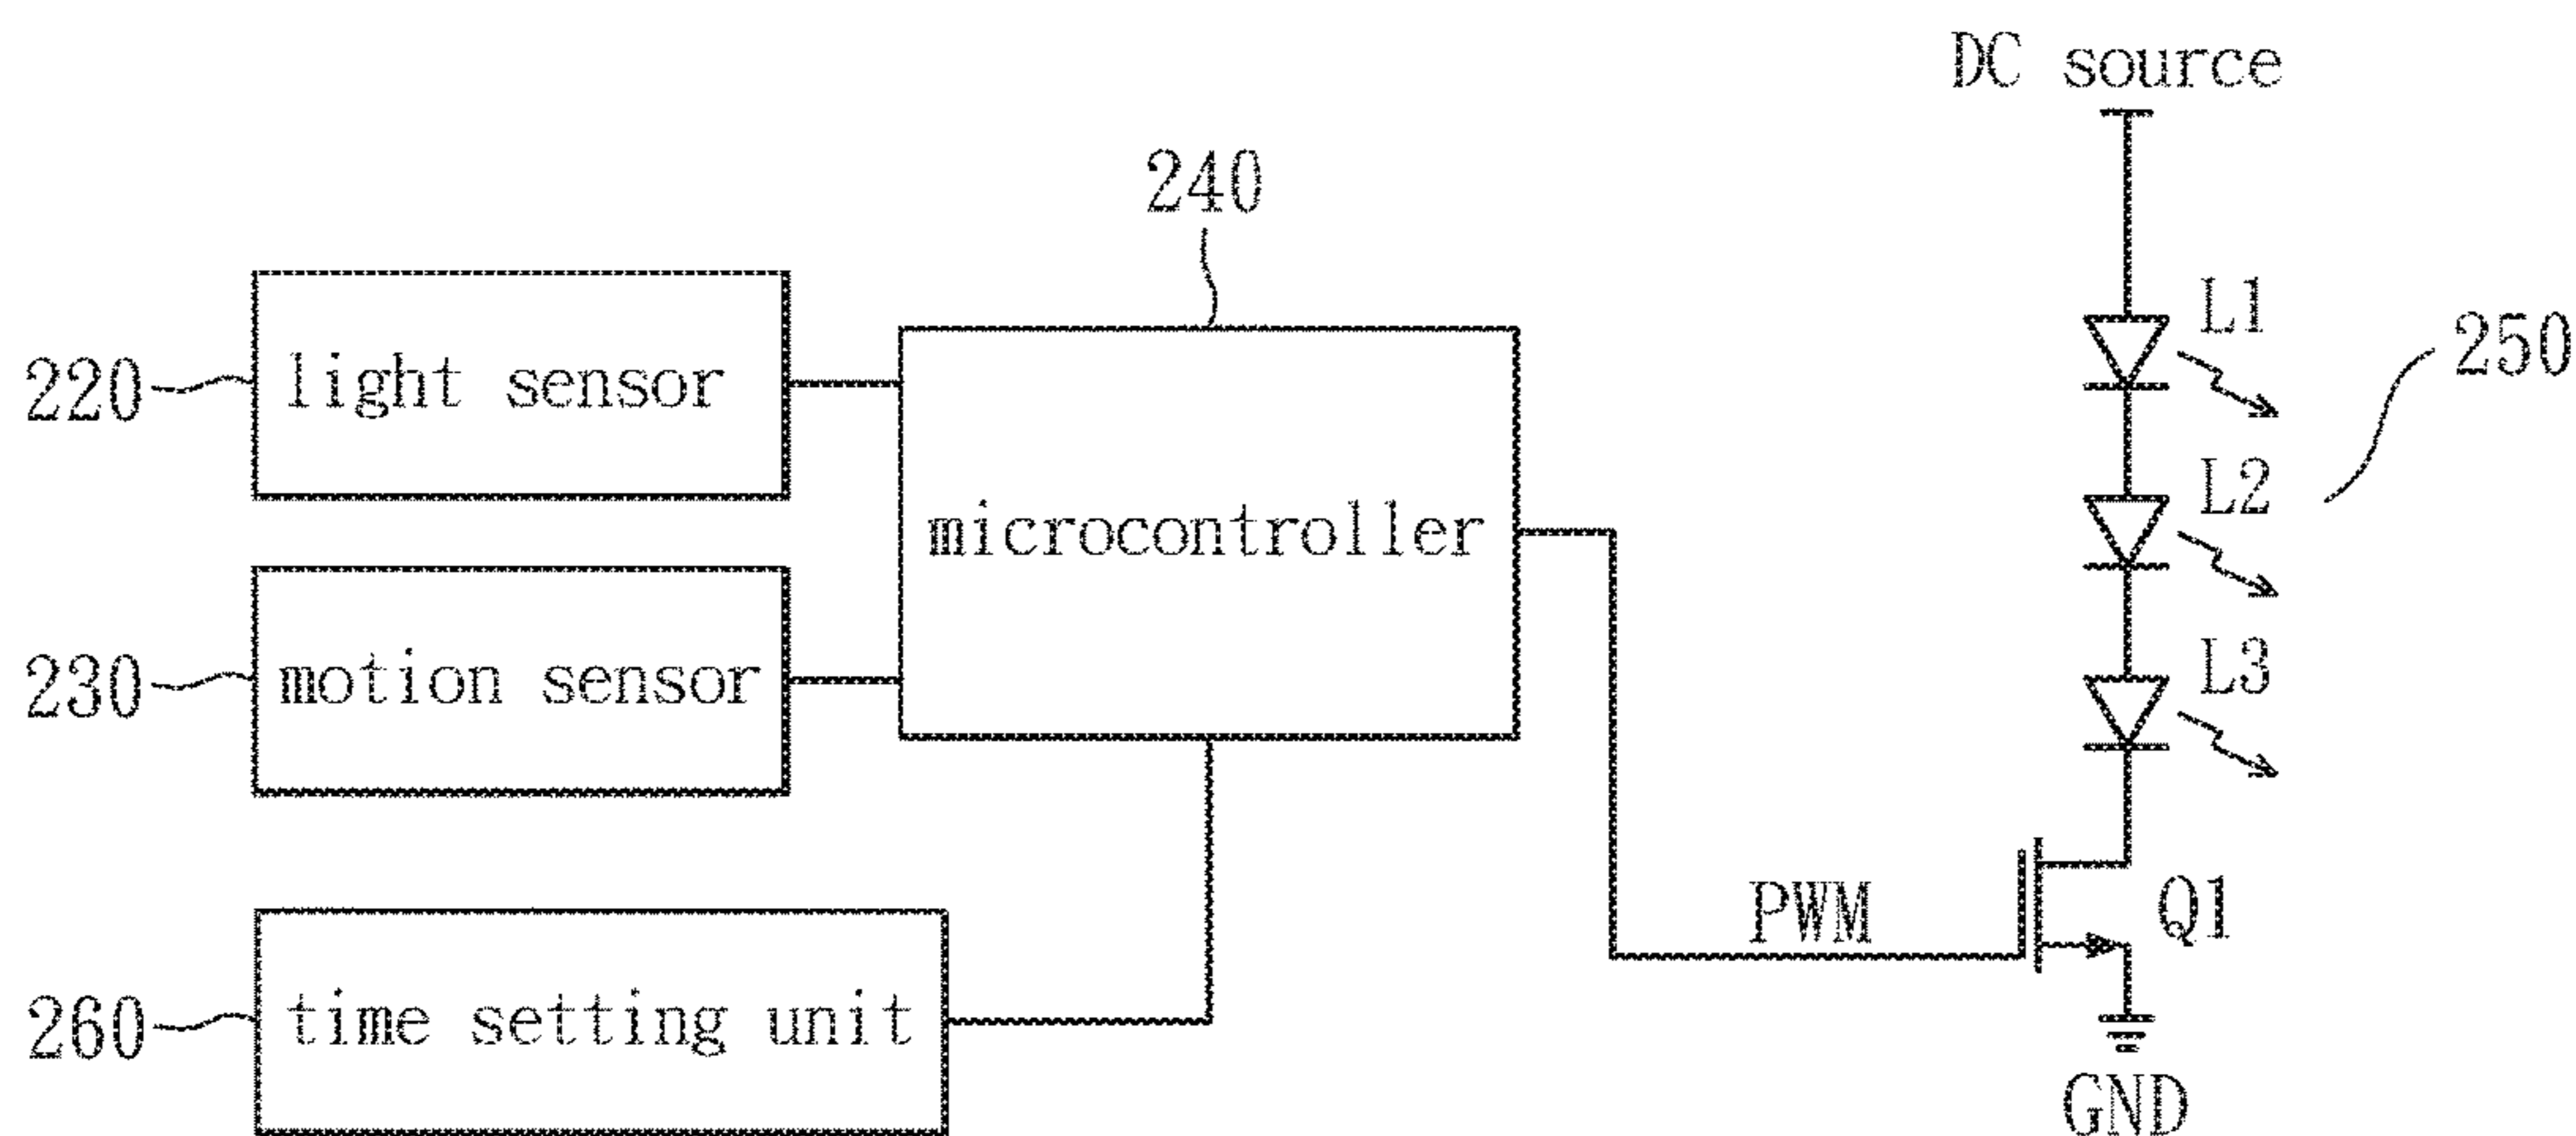 DC source
240
L1
250
220
light sensor
L2
microcontroller
L3
230
motion sensor
PWM
Q1
260
time setting unit
GND